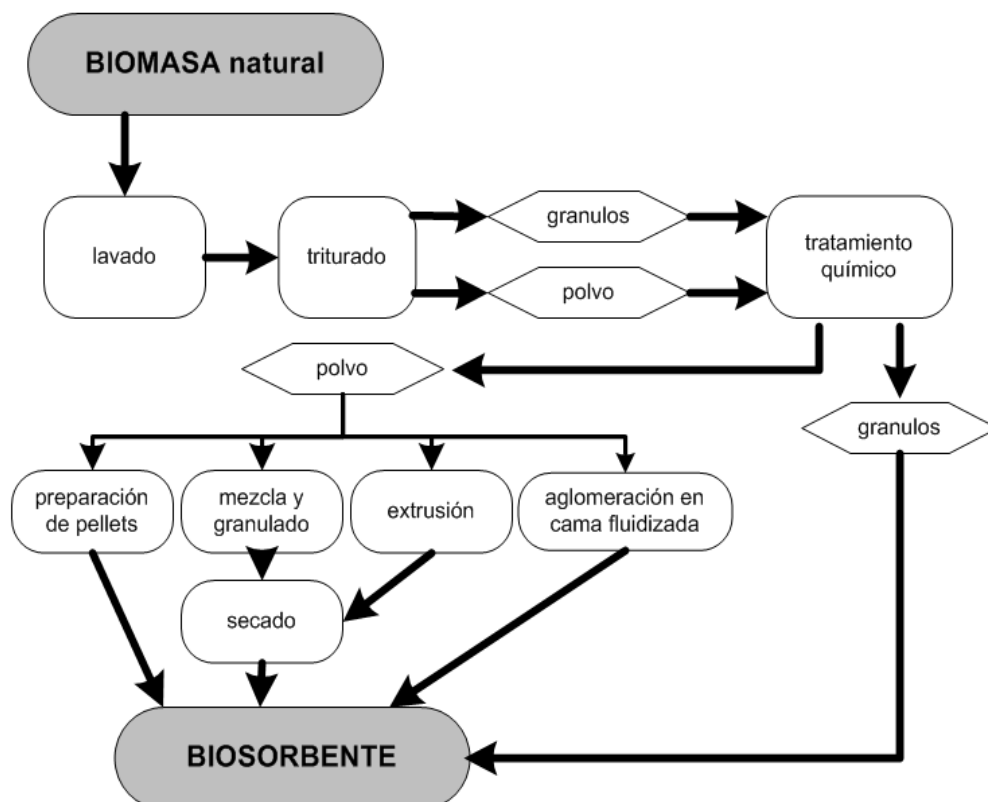 BIOMASA natural
lavado
triturado
granulos
polvo
tratamiento
químico
polvo
granulos
preparación
de pellets
mezcla y
granulado
extrusión
aglomeración en
cama fluidizada
secado
BIOSORBENTE